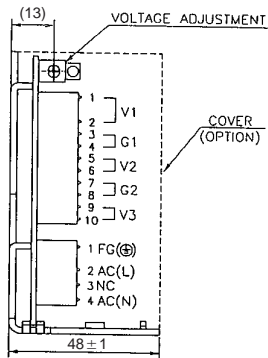 (13)
VOLTAGE ADJUSTMENT
COVER
(OPTION)
1
2
V1
3
4
G1
5
6
V2
7
8
G2
9
10
V3
1 FG(⏚)
2 AC(L)
3 NC
4 AC(N)
48±1